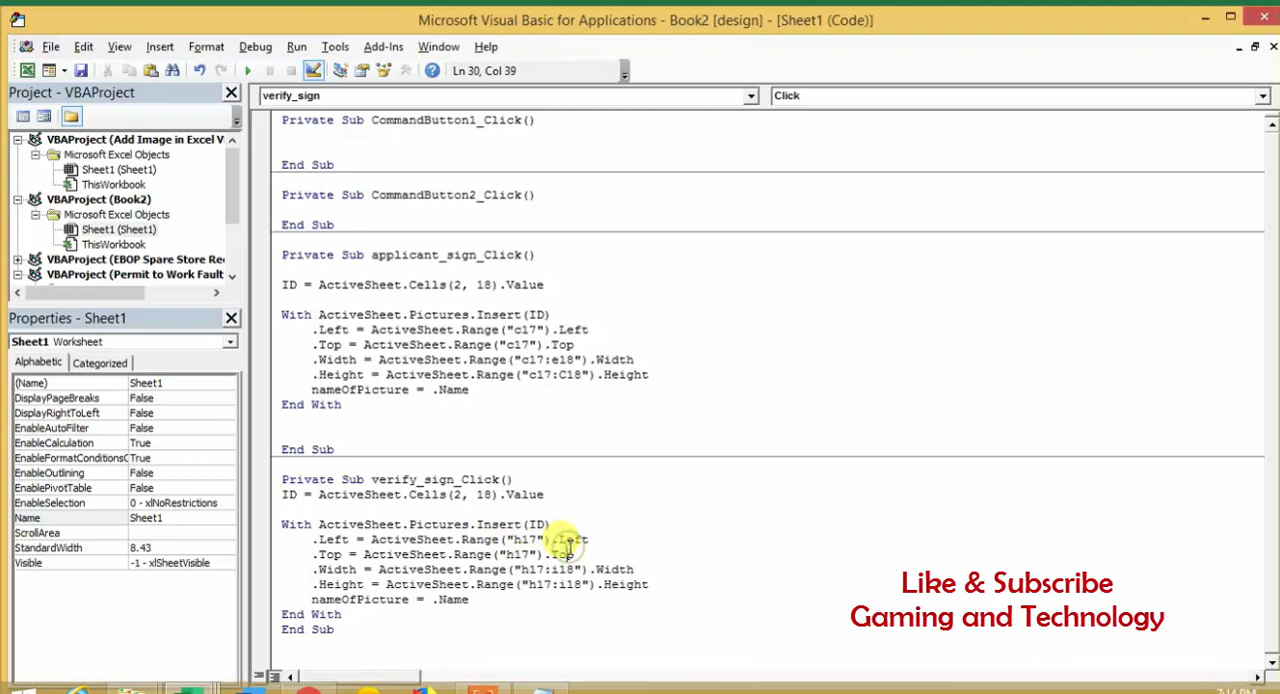 Microsoft Visual Basic for Applications - Book2 [design] - [Sheet1 (Code)]
File Edit View Insert Format Debug Run Tools Add-Ins Window Help
Ln 30, Col 39
Project - VBAProject
VBAProject (Add Image in Excel V
Microsoft Excel Objects
Sheet1 (Sheet1)
ThisWorkbook
VBAProject (Book2)
Microsoft Excel Objects
Sheet1 (Sheet1)
ThisWorkbook
VBAProject (EBOP Spare Store Re
VBAProject (Permit to Work Fault
Properties - Sheet1
Sheet1 Worksheet
Alphabetic Categorized
(Name) Sheet1
DisplayPageBreaks False
DisplayRightToLeft False
EnableAutoFilter False
EnableCalculation True
EnableFormatConditionsC True
EnableOutlining False
EnablePivotTable False
EnableSelection 0 - xlNoRestrictions
Name Sheet1
ScrollArea
StandardWidth 8.43
Visible -1 - xlSheetVisible
verify_sign Click
Private Sub CommandButton1_Click()
End Sub
Private Sub CommandButton2_Click()
End Sub
Private Sub applicant_sign_Click()
ID = ActiveSheet.Cells(2, 18).Value
With ActiveSheet.Pictures.Insert(ID)
.Left = ActiveSheet.Range("c17").Left
.Top = ActiveSheet.Range("c17").Top
.Width = ActiveSheet.Range("c17:e18").Width
.Height = ActiveSheet.Range("c17:C18").Height
nameOfPicture = .Name
End With
End Sub
Private Sub verify_sign_Click()
ID = ActiveSheet.Cells(2, 18).Value
With ActiveSheet.Pictures.Insert(ID)
.Left = ActiveSheet.Range("h17").Left
.Top = ActiveSheet.Range("h17").Top
.Width = ActiveSheet.Range("h17:i18").Width
.Height = ActiveSheet.Range("h17:i18").Height
nameOfPicture = .Name
End With
End Sub
Like & Subscribe
Gaming and Technology
7:14 PM